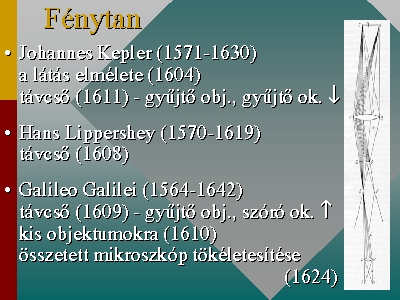 Fénytan
• Johannes Kepler (1571-1630)
a látás elmélete (1604)
távcső (1611) - gyűjtő obj., gyűjtő ok. ↓
• Hans Lippershey (1570-1619)
távcső (1608)
• Galileo Galilei (1564-1642)
távcső (1609) - gyűjtő obj., szóró ok. ↑
kis objektumokra (1610)
összetett mikroszkóp tökéletesítése
(1624)